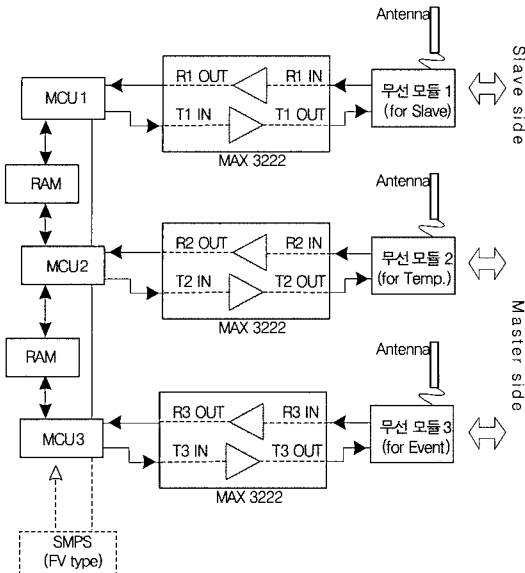 Antenna
R1 OUT
R1 IN
MCU1
무선 모듈 1
(for Slave)
T1 IN
T1 OUT
MAX 3222
Slave side
RAM
Antenna
R2 OUT
R2 IN
MCU2
무선 모듈 2
(for Temp.)
T2 IN
T2 OUT
MAX 3222
Master side
RAM
Antenna
R3 OUT
R3 IN
MCU3
무선 모듈 3
(for Event)
T3 IN
T3 OUT
MAX 3222
SMPS
(FV type)